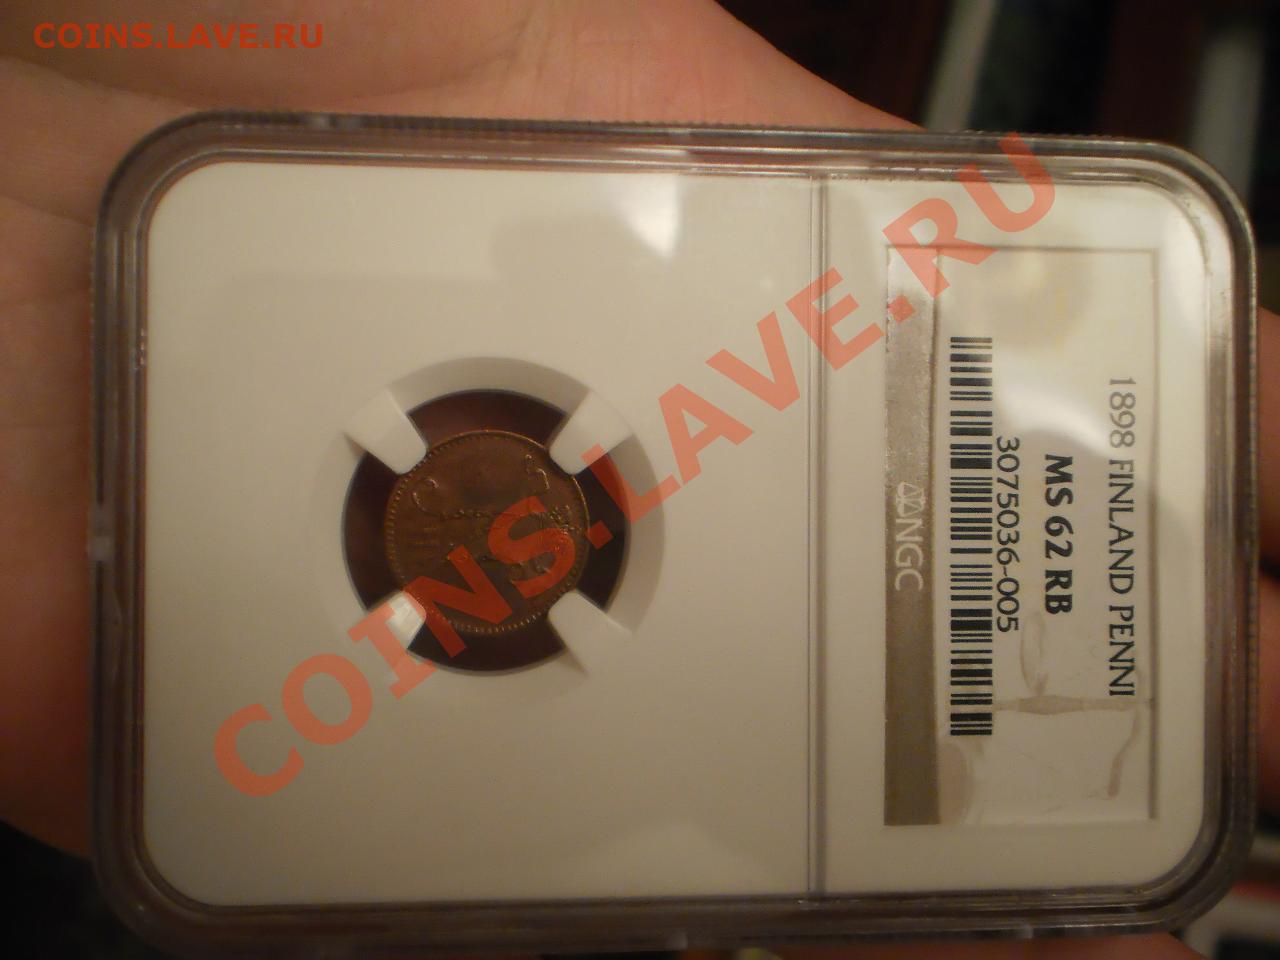 COINS.LAVE.RU
1898 FINLAND PENNI
MS 62 RB
3075036-005
NGC
COINS.LAVE.RU